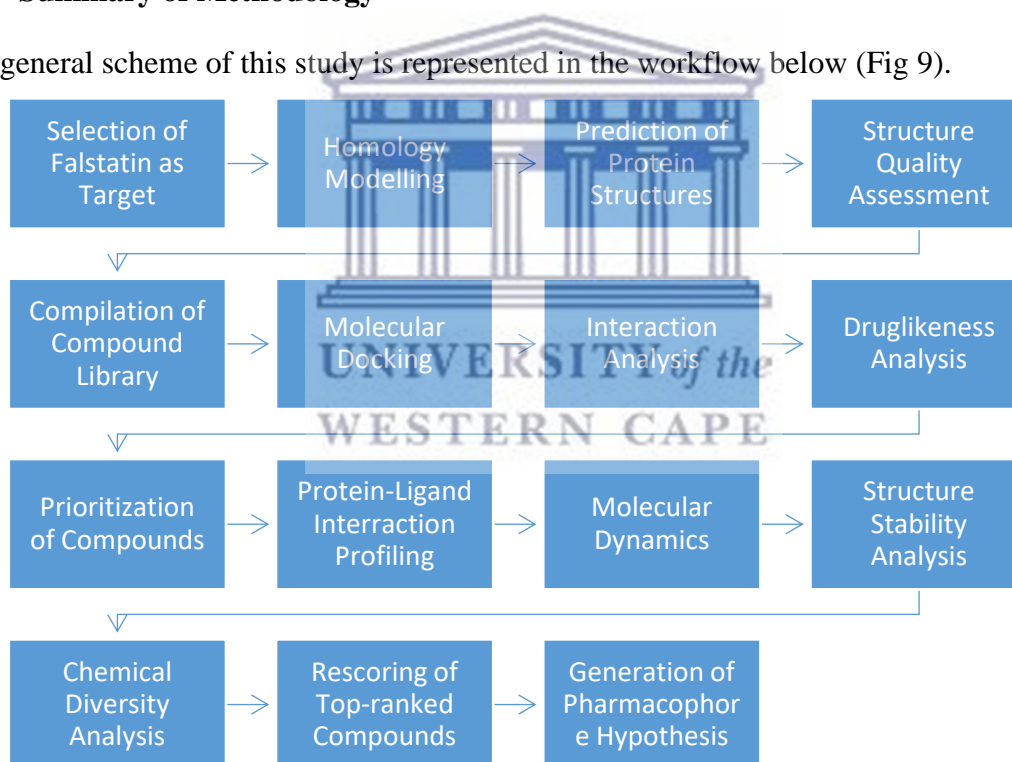 Summary of Methodology
general scheme of this study is represented in the workflow below (Fig 9).
Selection of
Falstatin as
Target
Homology
Modelling
Prediction of
Protein
Structures
Structure
Quality
Assessment
Compilation of
Compound
Library
Molecular
Docking
Interaction
Analysis
Druglikeness
Analysis
UNIVERSITY of the
WESTERN CAPE
Prioritization
of Compounds
Protein-Ligand
Interraction
Profiling
Molecular
Dynamics
Structure
Stability
Analysis
Chemical
Diversity
Analysis
Rescoring of
Top-ranked
Compounds
Generation of
Pharmacophor
e Hypothesis